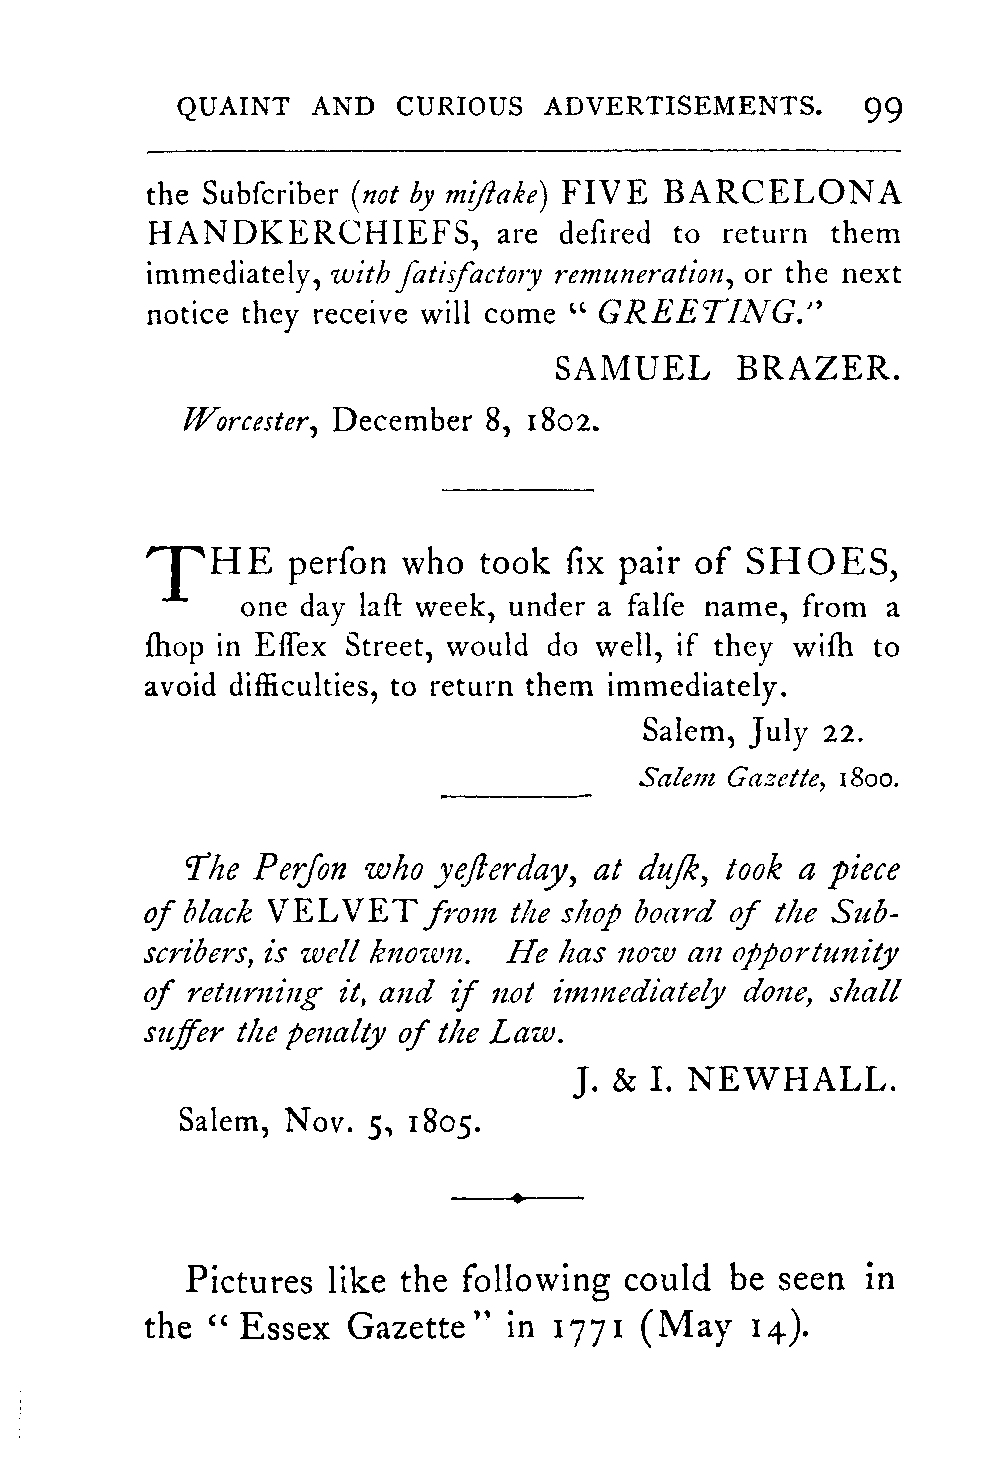 QUAINT AND CURIOUS ADVERTISEMENTS. 99
the Subſcriber (not by miſtake) FIVE BARCELONA
HANDKERCHIEFS, are deſired to return them
immediately, with ſatisfactory remuneration, or the next
notice they receive will come “ GREETING.”
SAMUEL BRAZER.
Worcester, December 8, 1802.
THE perſon who took ſix pair of SHOES,
one day laſt week, under a falſe name, from a
ſhop in Eſſex Street, would do well, if they wiſh to
avoid difficulties, to return them immediately.
Salem, July 22.
Salem Gazette, 1800.
The Perſon who yeſterday, at duſk, took a piece
of black VELVET from the shop board of the Sub-
scribers, is well known. He has now an opportunity
of returning it, and if not immediately done, shall
suffer the penalty of the Law.
J. & I. NEWHALL.
Salem, Nov. 5, 1805.
Pictures like the following could be seen in
the “ Essex Gazette” in 1771 (May 14).